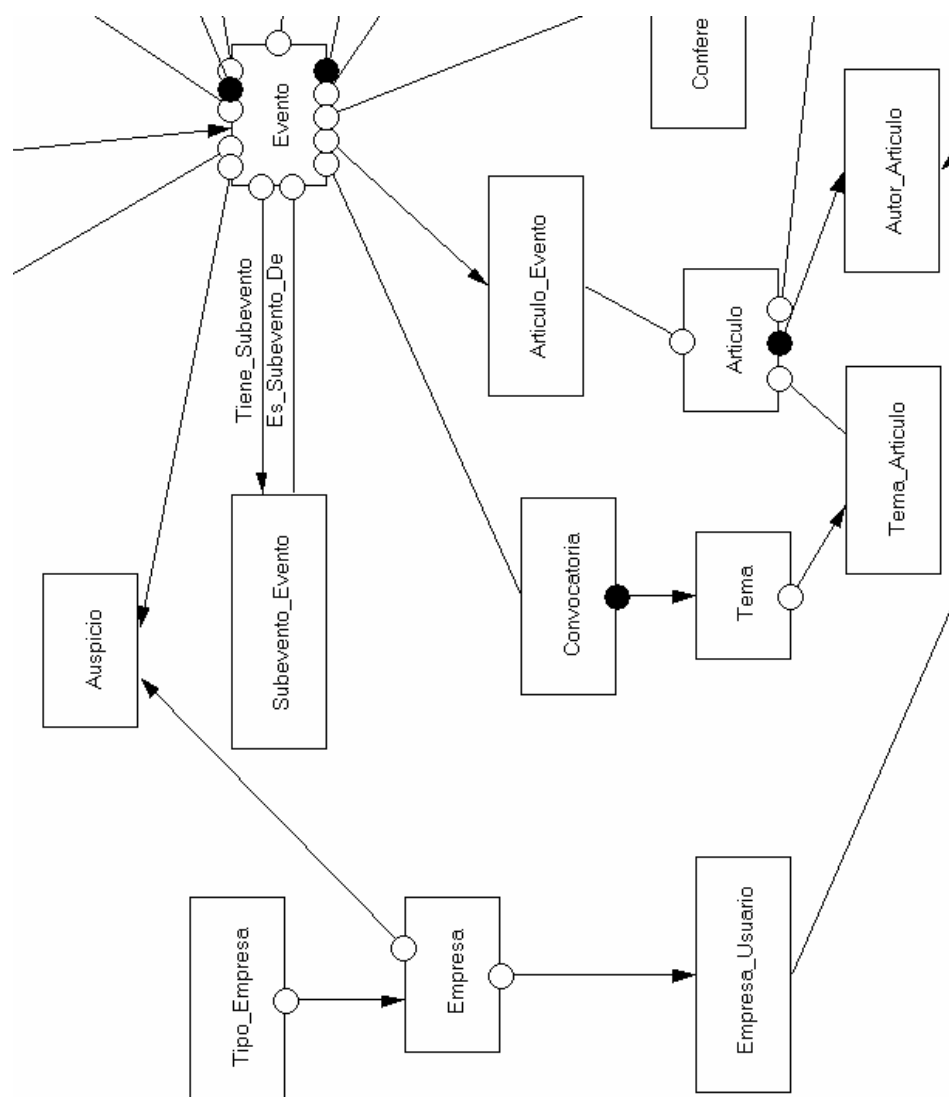 Evento
Confere
Autor_Articulo
Articulo_Evento
Articulo
Tiene_Subevento
Es_Subevento_De
Tema_Articulo
Subevento_Evento
Convocatoria
Tema
Auspicio
Tipo_Empresa
Empresa
Empresa_Usuario